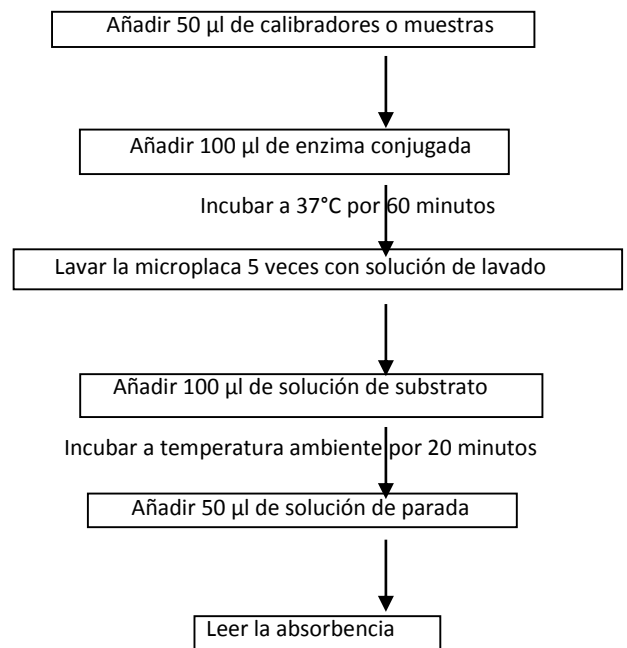 Añadir 50 µl de calibradores o muestras
Añadir 100 µl de enzima conjugada
Incubar a 37°C por 60 minutos
Lavar la microplaca 5 veces con solución de lavado
Añadir 100 µl de solución de substrato
Incubar a temperatura ambiente por 20 minutos
Añadir 50 µl de solución de parada
Leer la absorbencia